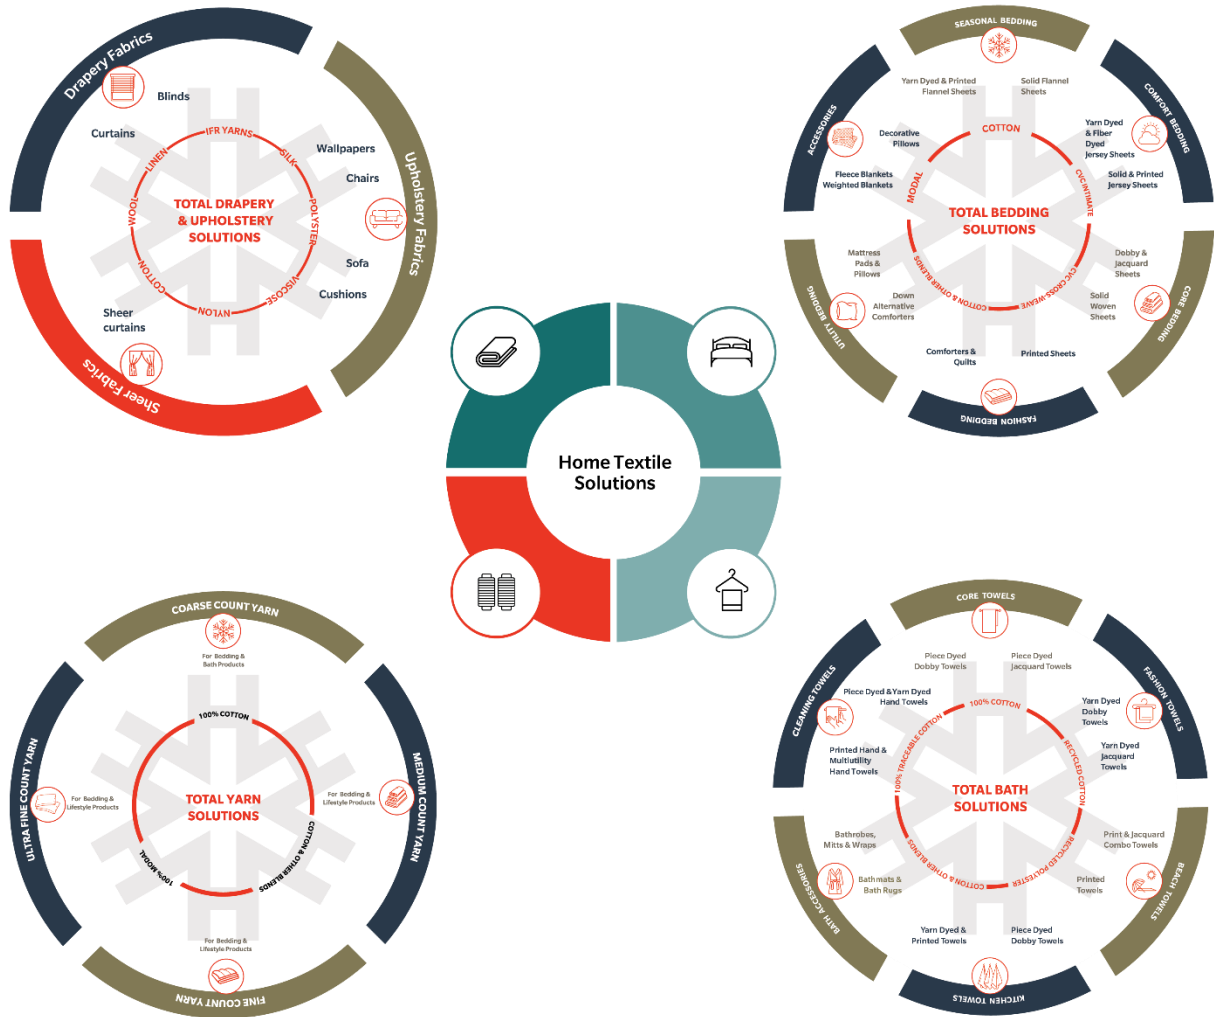 Drapery Fabrics
Blinds
Curtains
IFR YARNS
SILK
POLYSTER
VISCOSE
NYLON
COTTON
WOOL
LINEN
TOTAL DRAPERY
& UPHOLSTERY
SOLUTIONS
Wallpapers
Chairs
Upholstery Fabrics
Sofa
Cushions
Sheer
curtains
Sheer Fabrics
SEASONAL BEDDING
Yarn Dyed & Printed
Flannel Sheets
Solid Flannel
Sheets
COMFORT BEDDING
Yarn Dyed
& Fiber
Dyed
Jersey Sheets
Solid & Printed
Jersey Sheets
ACCESSORIES
Decorative
Pillows
Fleece Blankets
Weighted Blankets
COTTON
CVC INTIMATE
CVC CROSS-WEAVE
COTTON & OTHER BLENDS
MODAL
TOTAL BEDDING
SOLUTIONS
Mattress
Pads &
Pillows
Down
Alternative
Comforters
UTILITY BEDDING
Dobby &
Jacquard
Sheets
Solid
Woven
Sheets
CORE BEDDING
Comforters &
Quilts
Printed Sheets
FASHION BEDDING
Home Textile
Solutions
COARSE COUNT YARN
For Bedding &
Bath Products
100% COTTON
ULTRA FINE COUNT YARN
For Bedding &
Lifestyle Products
TOTAL YARN
SOLUTIONS
For Bedding &
Lifestyle Products
MEDIUM COUNT YARN
COTTON & OTHER BLENDS
100% MODAL
For Bedding &
Lifestyle Products
FINE COUNT YARN
CORE TOWELS
Piece Dyed
Dobby Towels
Piece Dyed
Jacquard Towels
CLEANING TOWELS
Piece Dyed &Yarn Dyed
Hand Towels
Printed Hand &
Multiutility
Hand Towels
FASHION TOWELS
Yarn Dyed
Dobby
Towels
Yarn Dyed
Jacquard
Towels
100% COTTON
RECYCLED COTTON
RECYCLED POLYESTER
COTTON & OTHER BLENDS
100% TRACEABLE COTTON
TOTAL BATH
SOLUTIONS
Bathrobes,
Mitts & Wraps
Bathmats &
Bath Rugs
BATH ACCESSORIES
Print & Jacquard
Combo Towels
Printed
Towels
BEACH TOWELS
Yarn Dyed &
Printed Towels
Piece Dyed
Dobby Towels
KITCHEN TOWELS